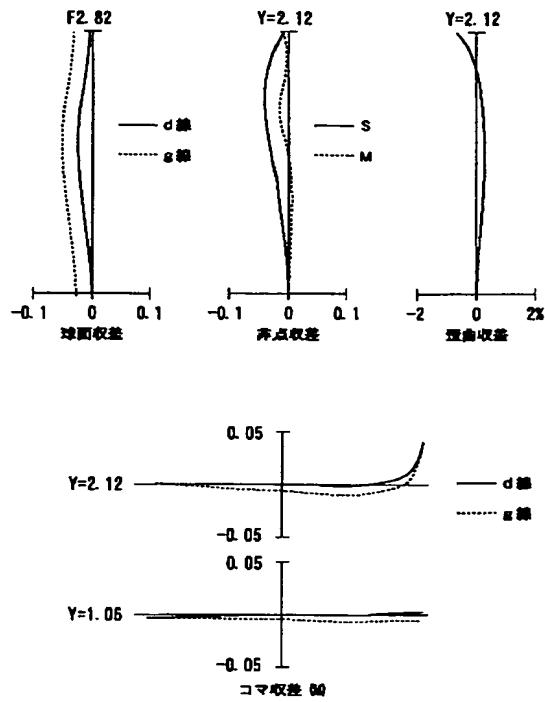 F2.82 Y=2.12 Y=2.12
d線
g線
S
M
-0.1 0 0.1 -0.1 0 0.1 -2 0 2%
球面収差 非点収差 歪曲収差
0.05
Y=2.12
-0.05
d線
g線
0.05
Y=1.06
-0.05
コマ収差